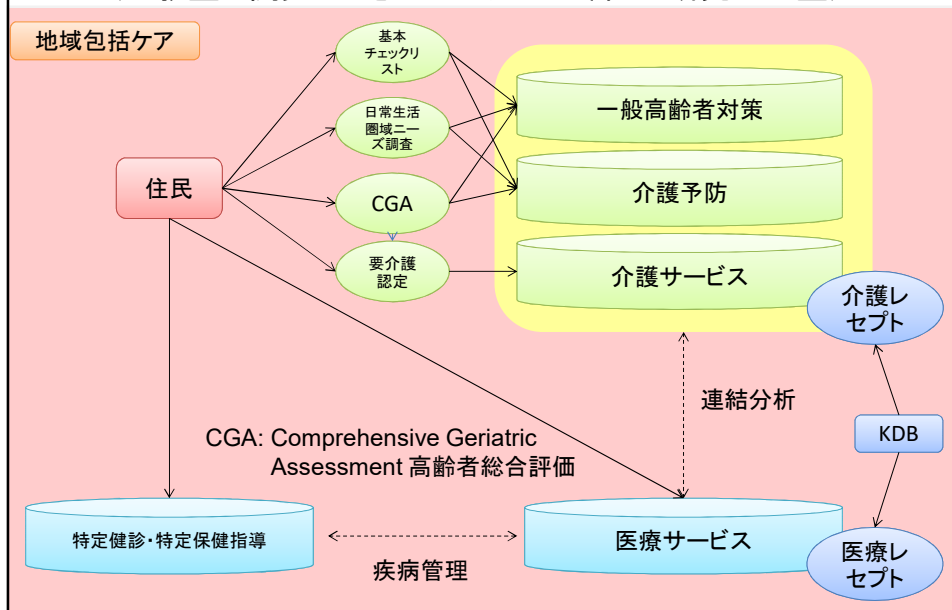 地域包括ケア
基本
チェックリ
スト
日常生活
圏域ニー
ズ調査
CGA
要介護
認定
住民
一般高齢者対策
介護予防
介護サービス
介護レ
セプト
連結分析
KDB
CGA: Comprehensive Geriatric
Assessment 高齢者総合評価
特定健診・特定保健指導
疾病管理
医療サービス
医療レ
セプト